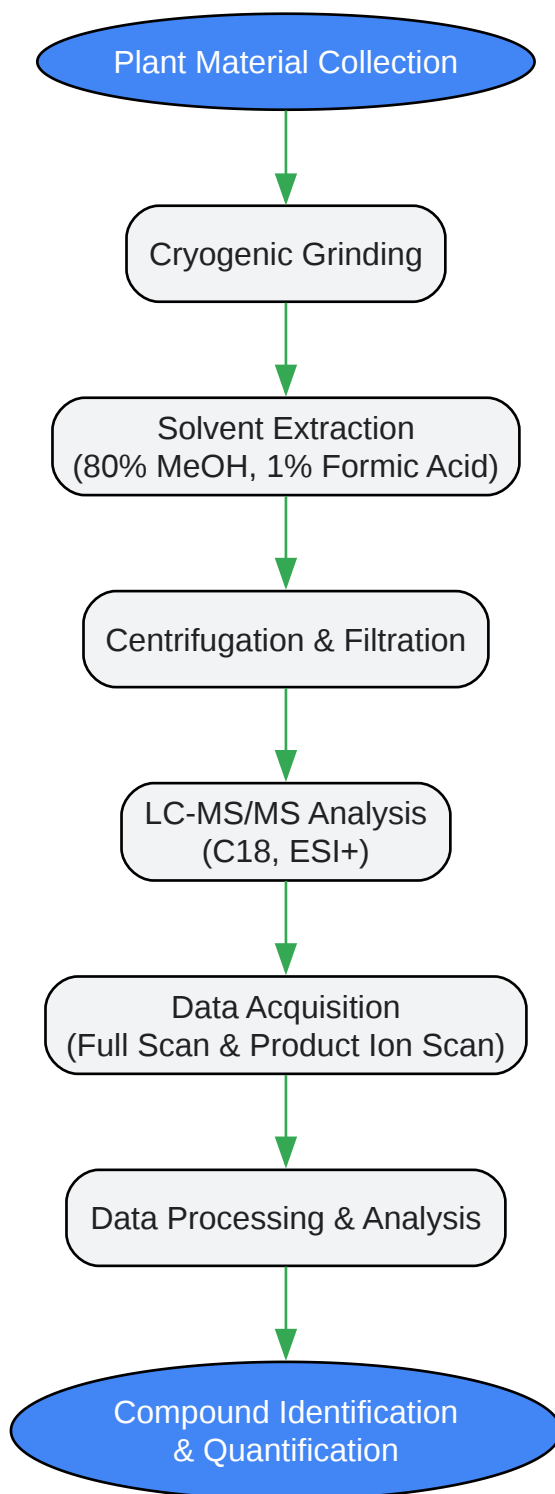 Plant Material Collection
Cryogenic Grinding
Solvent Extraction
(80% MeOH, 1% Formic Acid)
Centrifugation & Filtration
LC-MS/MS Analysis
(C18, ESI+)
Data Acquisition
(Full Scan & Product Ion Scan)
Data Processing & Analysis
Compound Identification
& Quantification